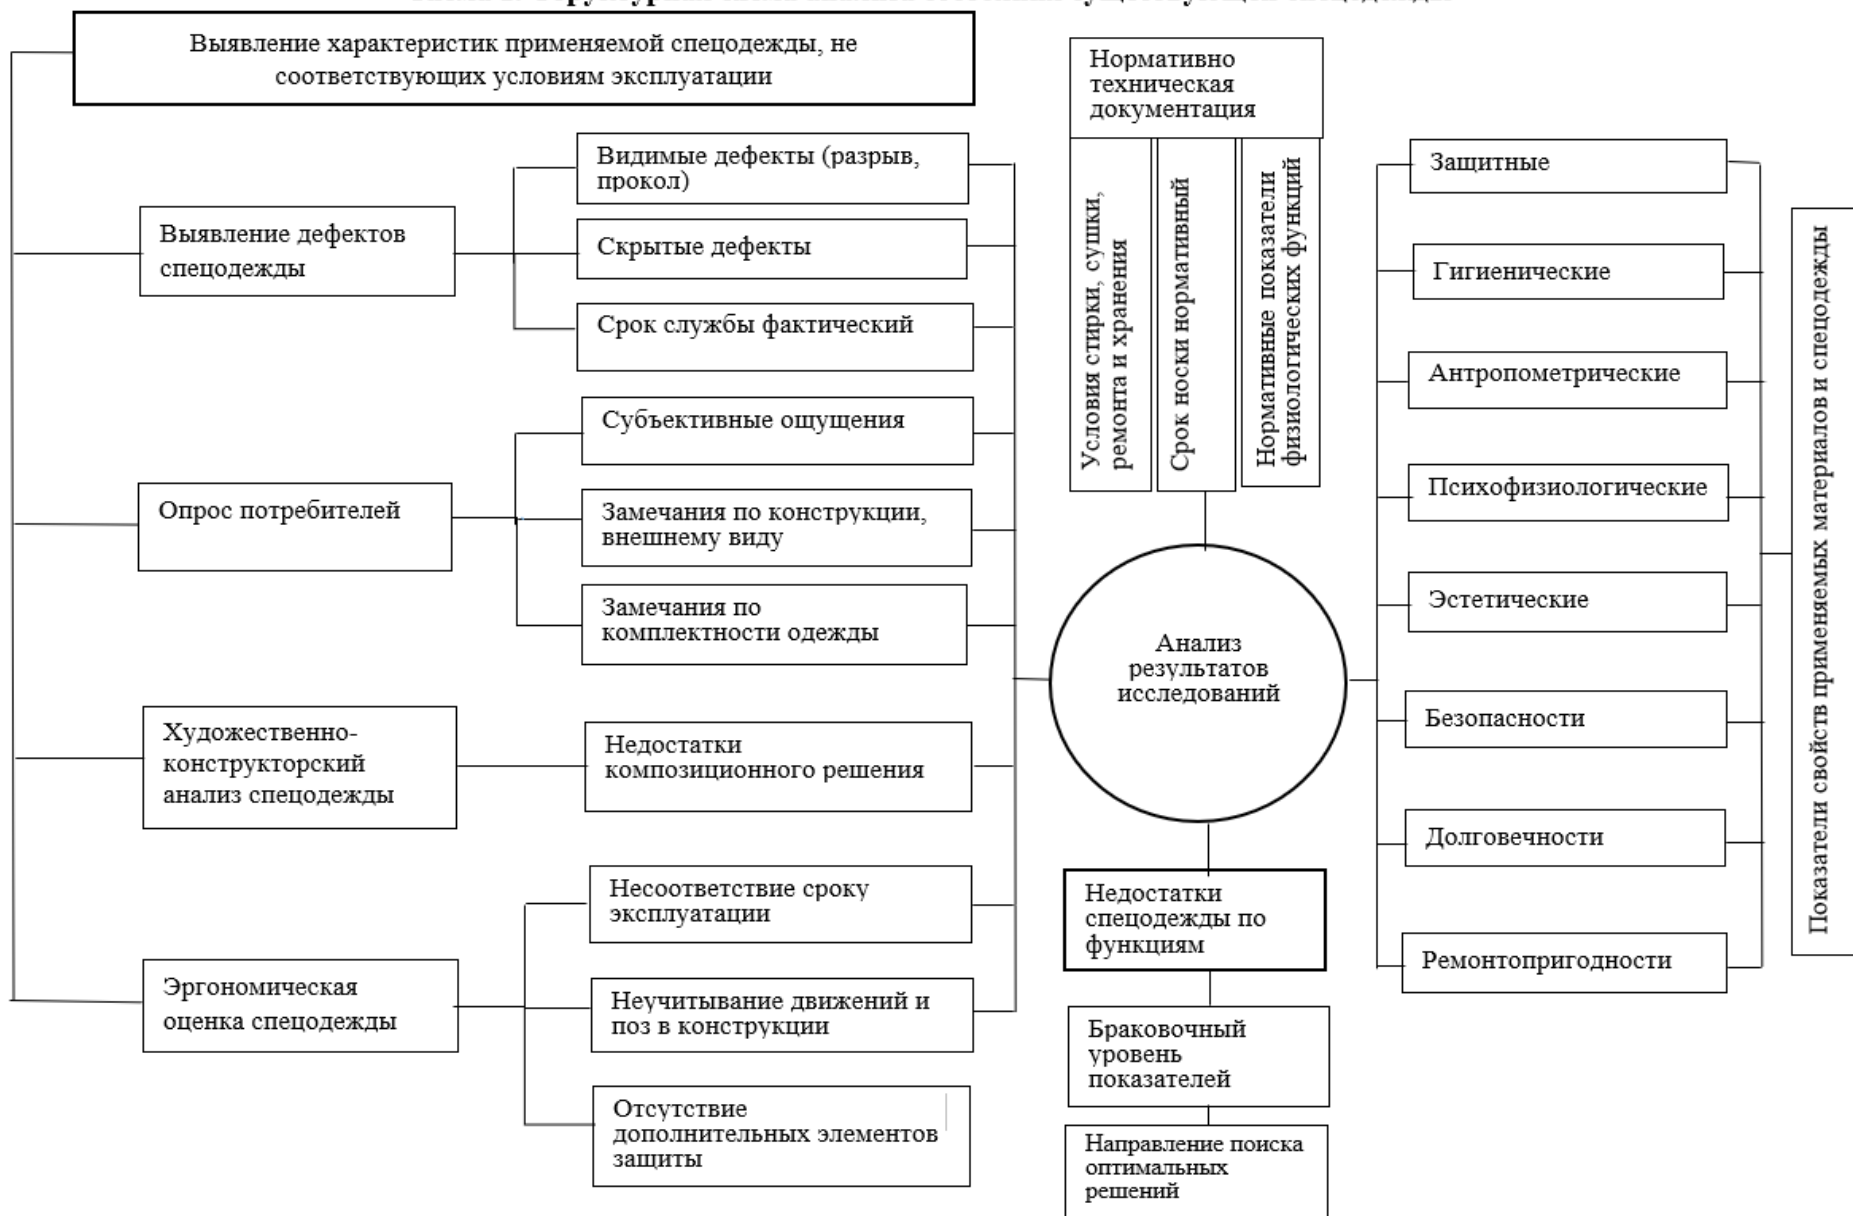 Выявление характеристик применяемой спецодежды, не
соответствующих условиям эксплуатации
Выявление дефектов
спецодежды
Видимые дефекты (разрыв,
прокол)
Скрытые дефекты
Срок службы фактический
Опрос потребителей
Субъективные ощущения
Замечания по конструкции,
внешнему виду
Замечания по
комплектности одежды
Художественно-
конструкторский
анализ спецодежды
Недостатки
композиционного решения
Эргономическая
оценка спецодежды
Несоответствие сроку
эксплуатации
Неучитывание движений и
поз в конструкции
Отсутствие
дополнительных элементов
защиты
Нормативно
техническая
документация
Условия стирки, сушки,
ремонта и хранения
Срок носки нормативный
Нормативные показатели
физиологических функций
Анализ
результатов
исследований
Недостатки
спецодежды по
функциям
Браковочный
уровень
показателей
Направление поиска
оптимальных
решений
Защитные
Гигиенические
Антропометрические
Психофизиологические
Эстетические
Безопасности
Долговечности
Ремонтопригодности
Показатели свойств применяемых материалов и спецодежды